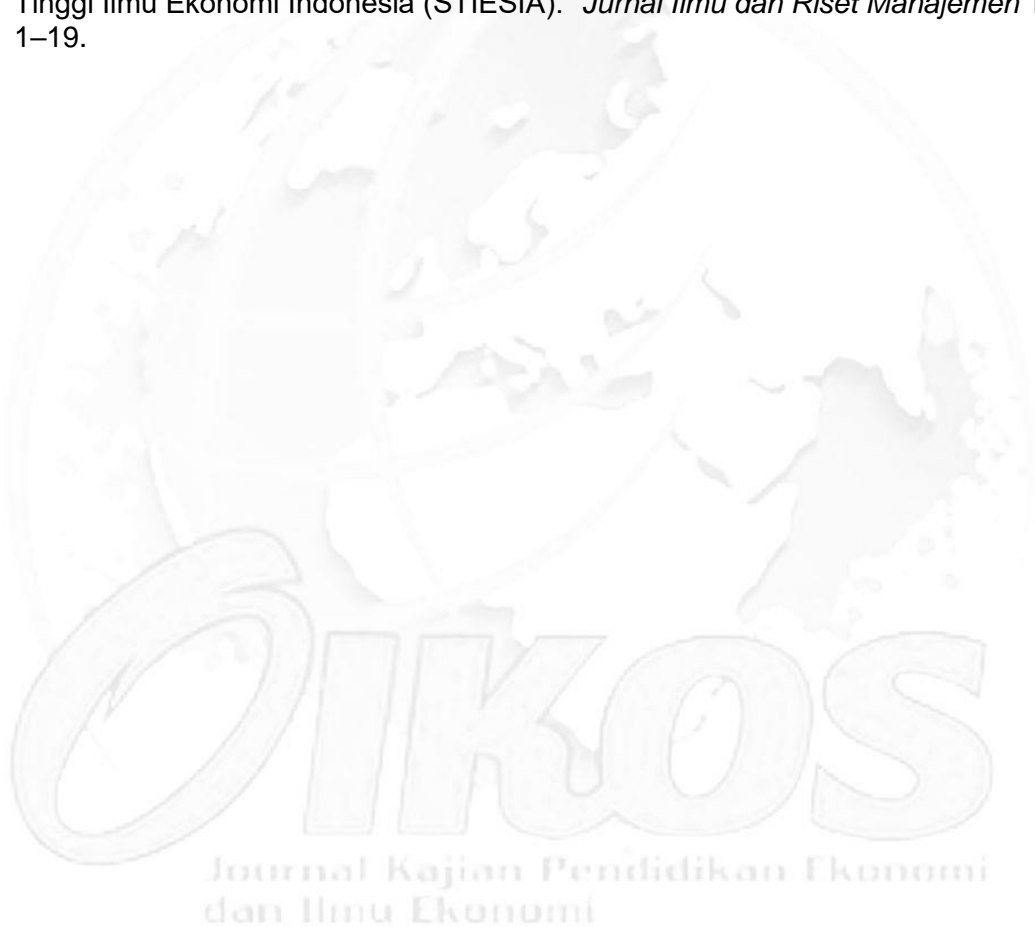 Tinggi Ilmu Ekonomi Indonesia (STIESIA).” Jurnal Ilmu dan Riset Manajemen
1–19.
OIKOS
Journal Kajian Pendidikan Ekonomi
dan Ilmu Ekonomi